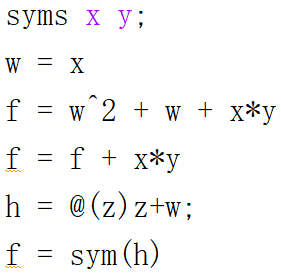 syms x y;
w = x
f = w^2 + w + x*y
f = f + x*y
h = @(z)z+w;
f = sym(h)